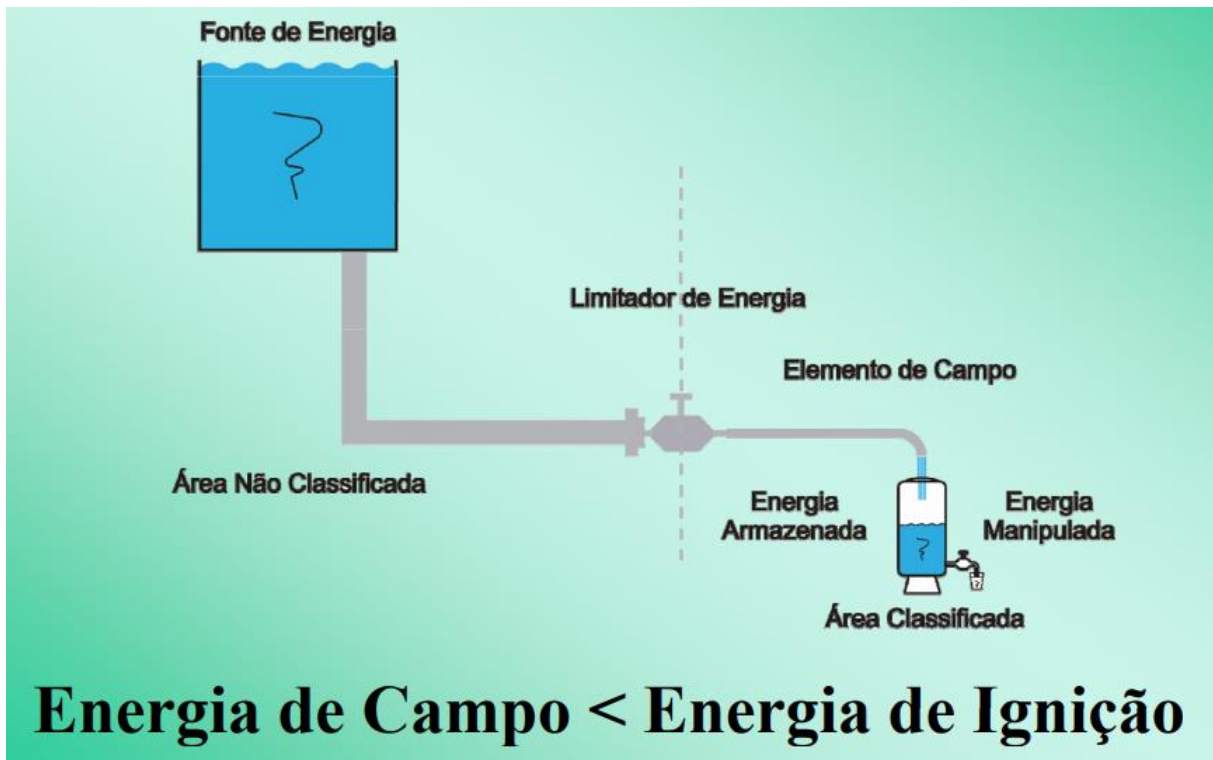 Fonte de Energia
Limitador de Energia
Elemento de Campo
Área Não Classificada
Energia
Armazenada
Energia
Manipulada
Área Classificada
Energia de Campo < Energia de Ignição